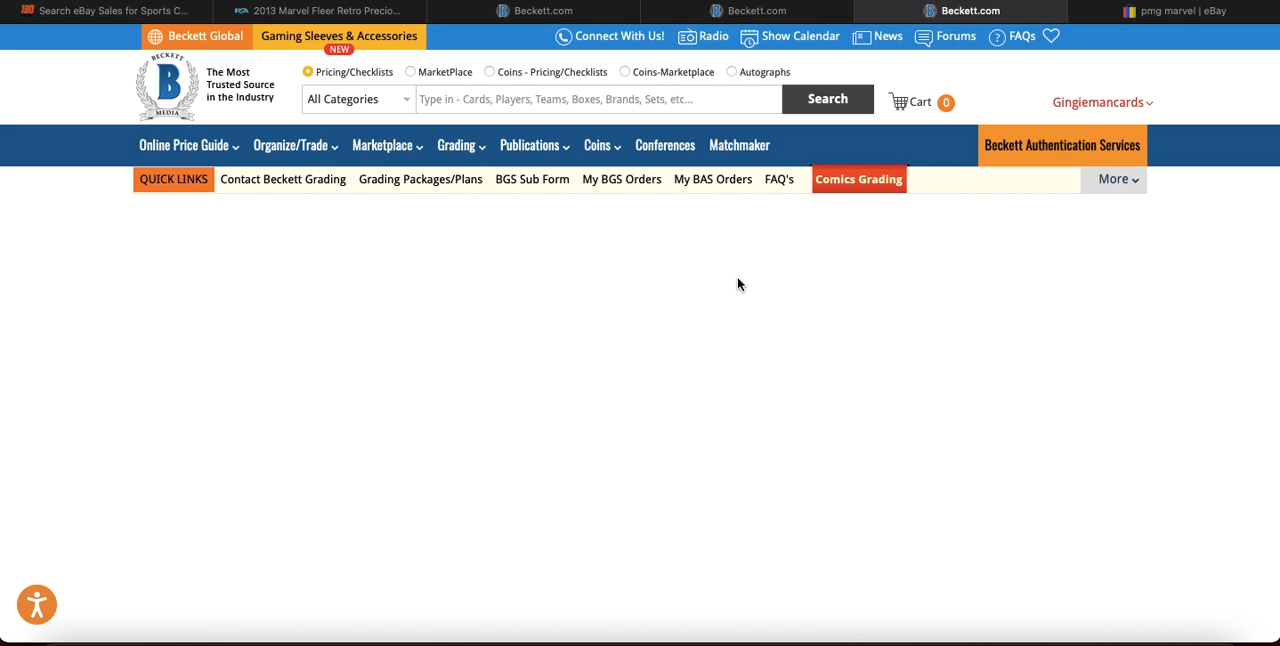 Search eBay Sales for Sports C...
PSA 2013 Marvel Fleer Retro Precio...
Beckett.com
Beckett.com
Beckett.com
pmg marvel | eBay
Beckett Global
Gaming Sleeves & Accessories
NEW
Connect With Us!
Radio
Show Calendar
News
Forums
? FAQs
BECKETT
B
MEDIA
The Most
Trusted Source
in the Industry
Pricing/Checklists
MarketPlace
Coins - Pricing/Checklists
Coins-Marketplace
Autographs
All Categories
Type in - Cards, Players, Teams, Boxes, Brands, Sets, etc...
Search
Cart 0
Gingiemancards
Online Price Guide
Organize/Trade
Marketplace
Grading
Publications
Coins
Conferences
Matchmaker
Beckett Authentication Services
QUICK LINKS
Contact Beckett Grading
Grading Packages/Plans
BGS Sub Form
My BGS Orders
My BAS Orders
FAQ's
Comics Grading
More